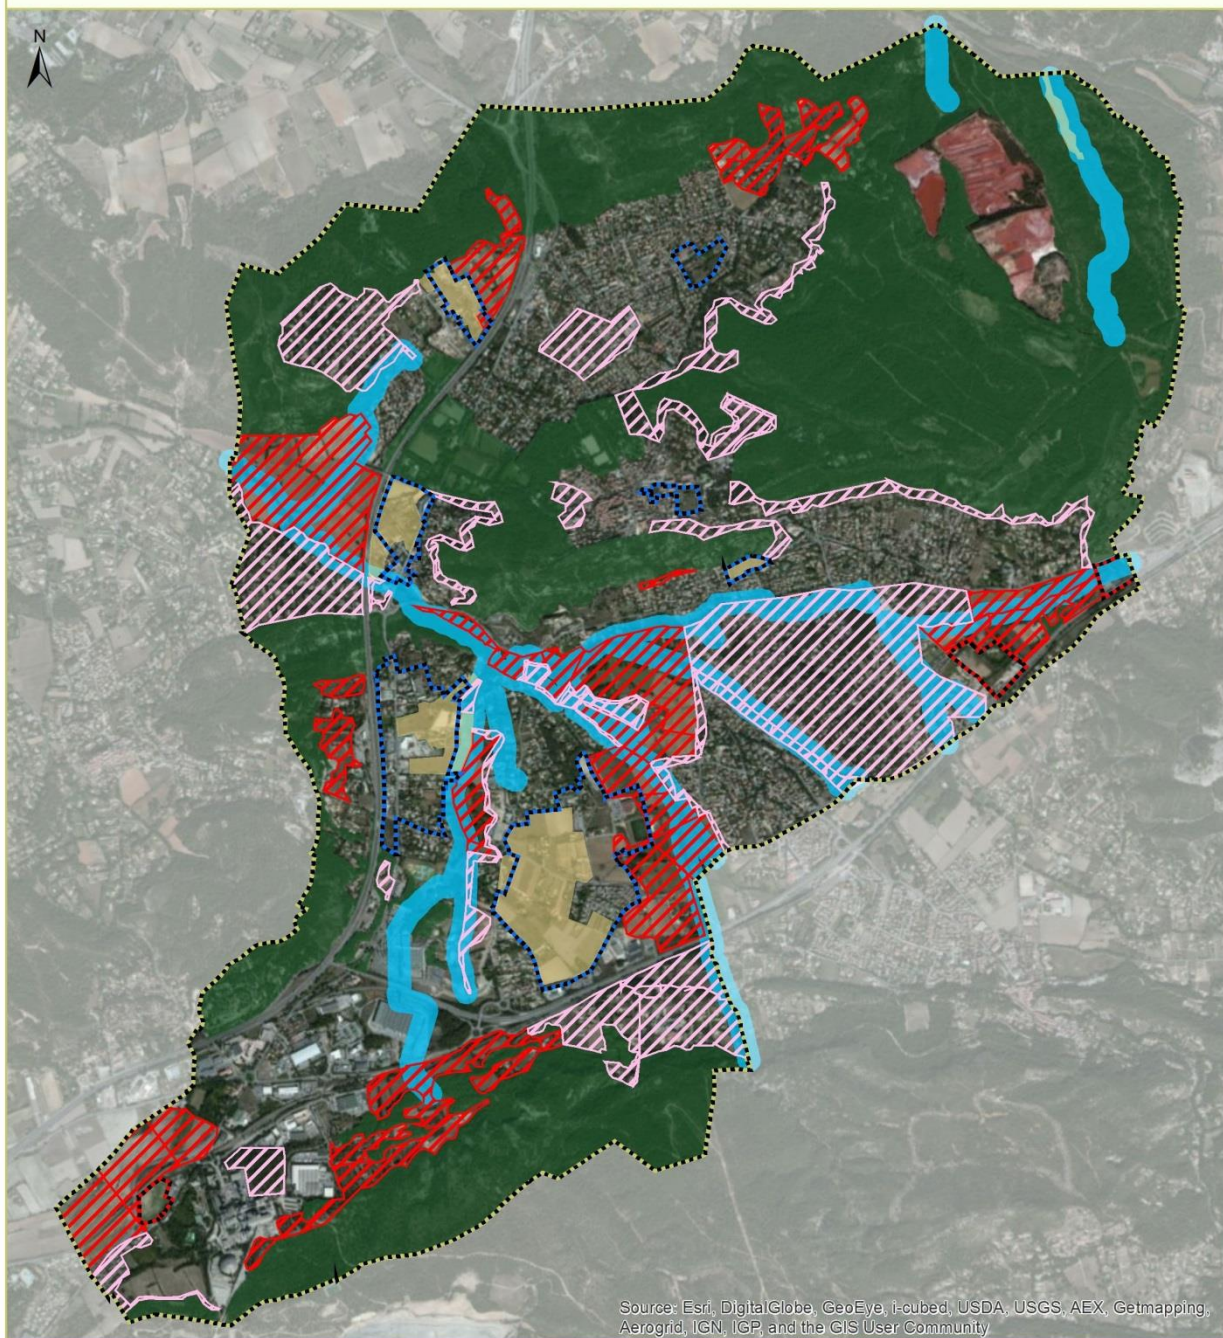 N
Source: Esri, DigitalGlobe, GeoEye, i-cubed, USDA, USGS, AEX, Getmapping,
Aerogrid, IGN, IGP, and the GIS User Community